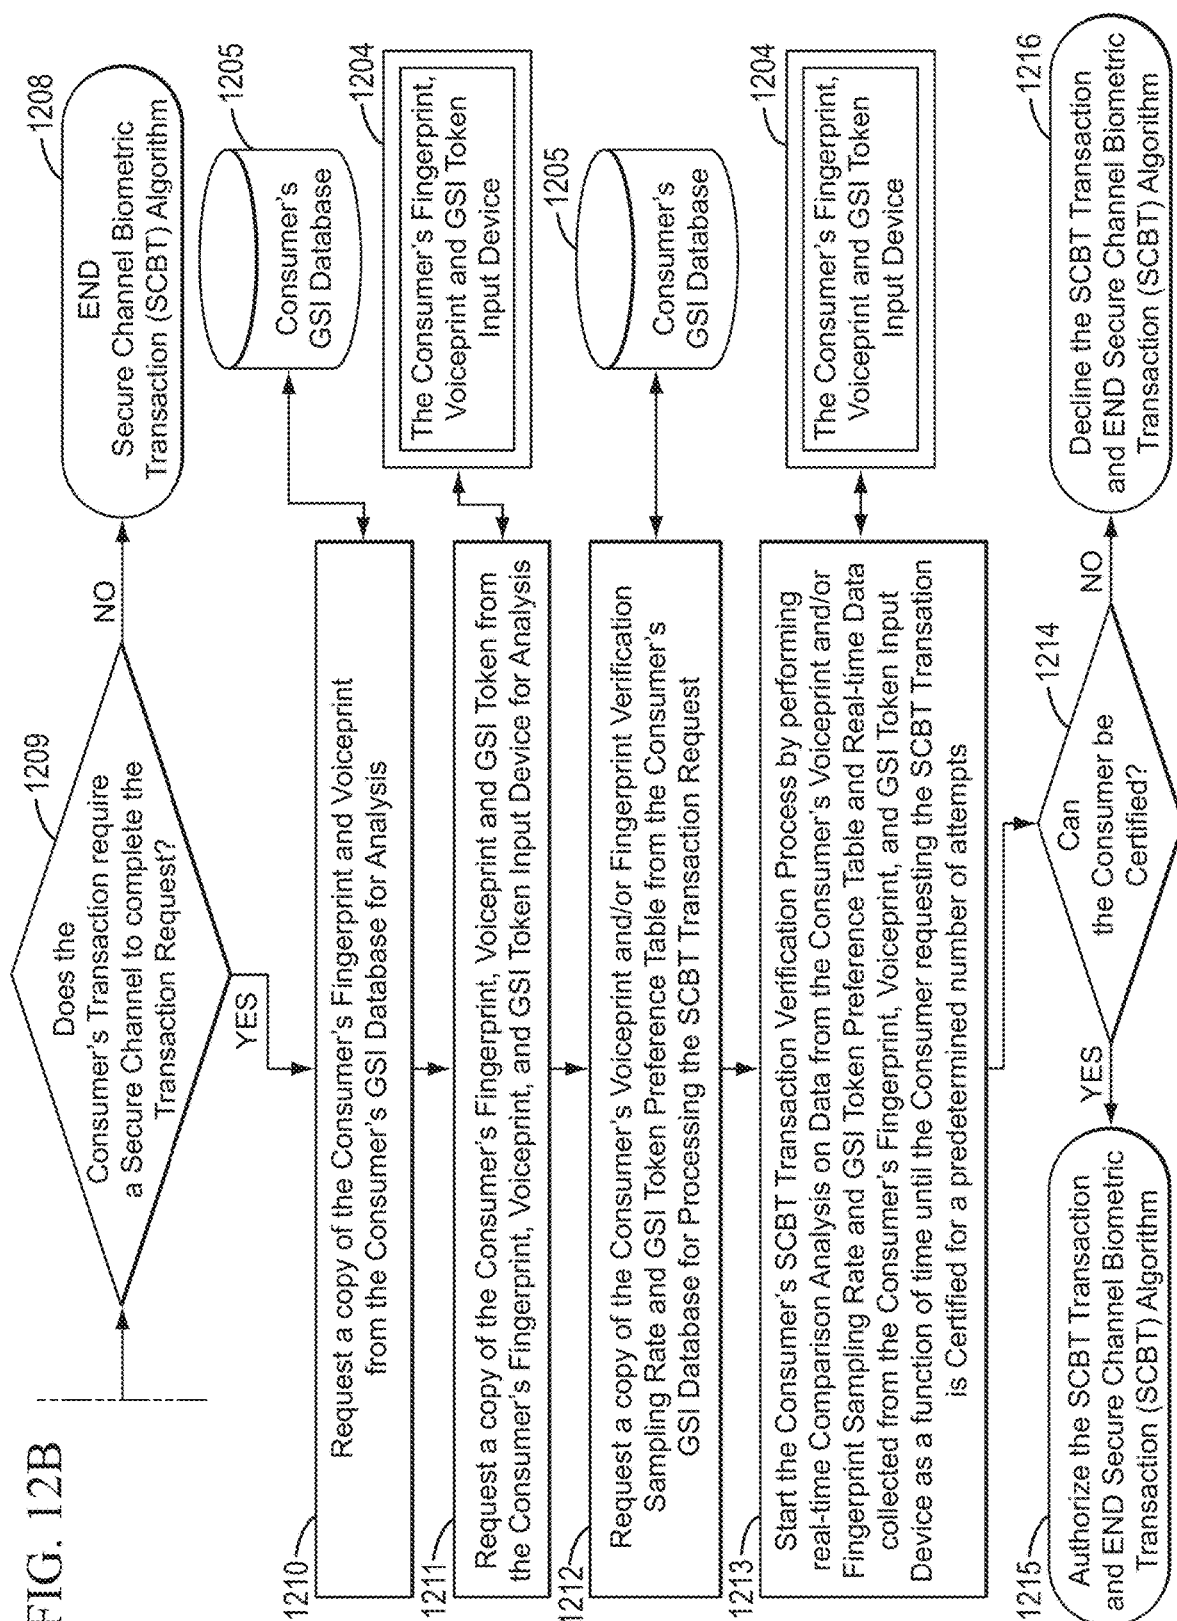 FIG. 12B
Does the
Consumer's Transaction require
a Secure Channel to complete the
Transaction Request?
1209
NO
END
Secure Channel Biometric
Transaction (SCBT) Algorithm
1208
YES
1210
Request a copy of the Consumer's Fingerprint and Voiceprint
from the Consumer's GSI Database for Analysis
Consumer's
GSI Database
1205
1211
Request a copy of the Consumer's Fingerprint, Voiceprint and GSI Token from
the Consumer's Fingerprint, Voiceprint, and GSI Token Input Device for Analysis
The Consumer's Fingerprint,
Voiceprint and GSI Token
Input Device
1204
1212
Request a copy of the Consumer's Voiceprint and/or Fingerprint Verification
Sampling Rate and GSI Token Preference Table from the Consumer's
GSI Database for Processing the SCBT Transaction Request
Consumer's
GSI Database
1205
1213
Start the Consumer's SCBT Transaction Verification Process by performing
real-time Comparison Analysis on Data from the Consumer's Voiceprint and/or
Fingerprint Sampling Rate and GSI Token Preference Table and Real-time Data
collected from the Consumer's Fingerprint, Voiceprint, and GSI Token Input
Device as a function of time until the Consumer requesting the SCBT Transation
is Certified for a predetermined number of attempts
The Consumer's Fingerprint,
Voiceprint and GSI Token
Input Device
1204
1214
Can
the Consumer be
Certified?
YES
NO
1215
Authorize the SCBT Transaction
and END Secure Channel Biometric
Transaction (SCBT) Algorithm
Decline the SCBT Transaction
and END Secure Channel Biometric
Transaction (SCBT) Algorithm
1216